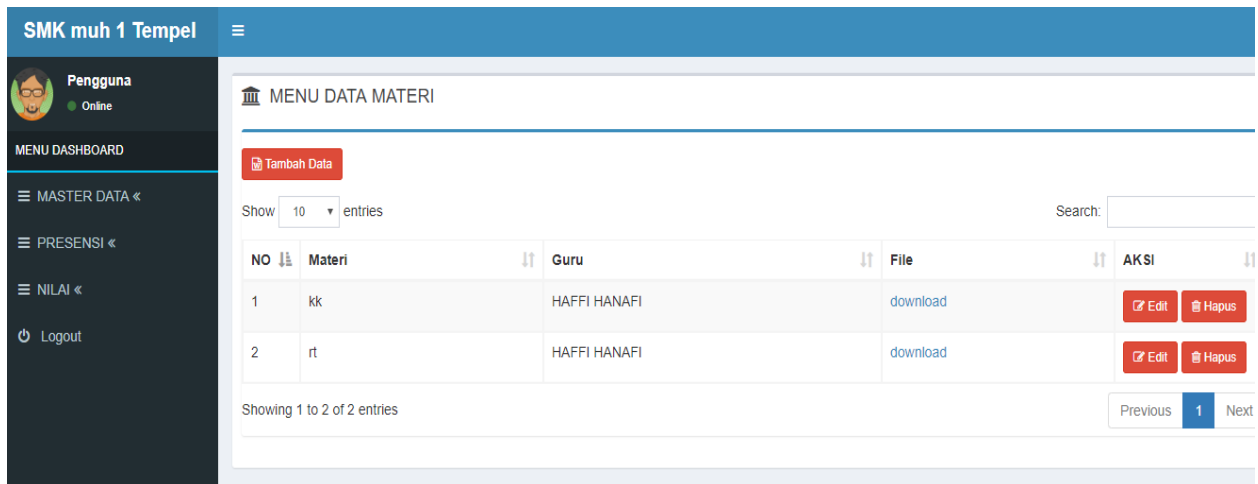 SMK muh 1 Tempel
Pengguna
Online
MENU DASHBOARD
MASTER DATA «
PRESENSI «
NILAI «
Logout
MENU DATA MATERI
Tambah Data
Show 10 entries
Search:
NO Materi Guru File AKSI
1 kk HAFFI HANAFI download Edit Hapus
2 rt HAFFI HANAFI download Edit Hapus
Showing 1 to 2 of 2 entries
Previous 1 Next